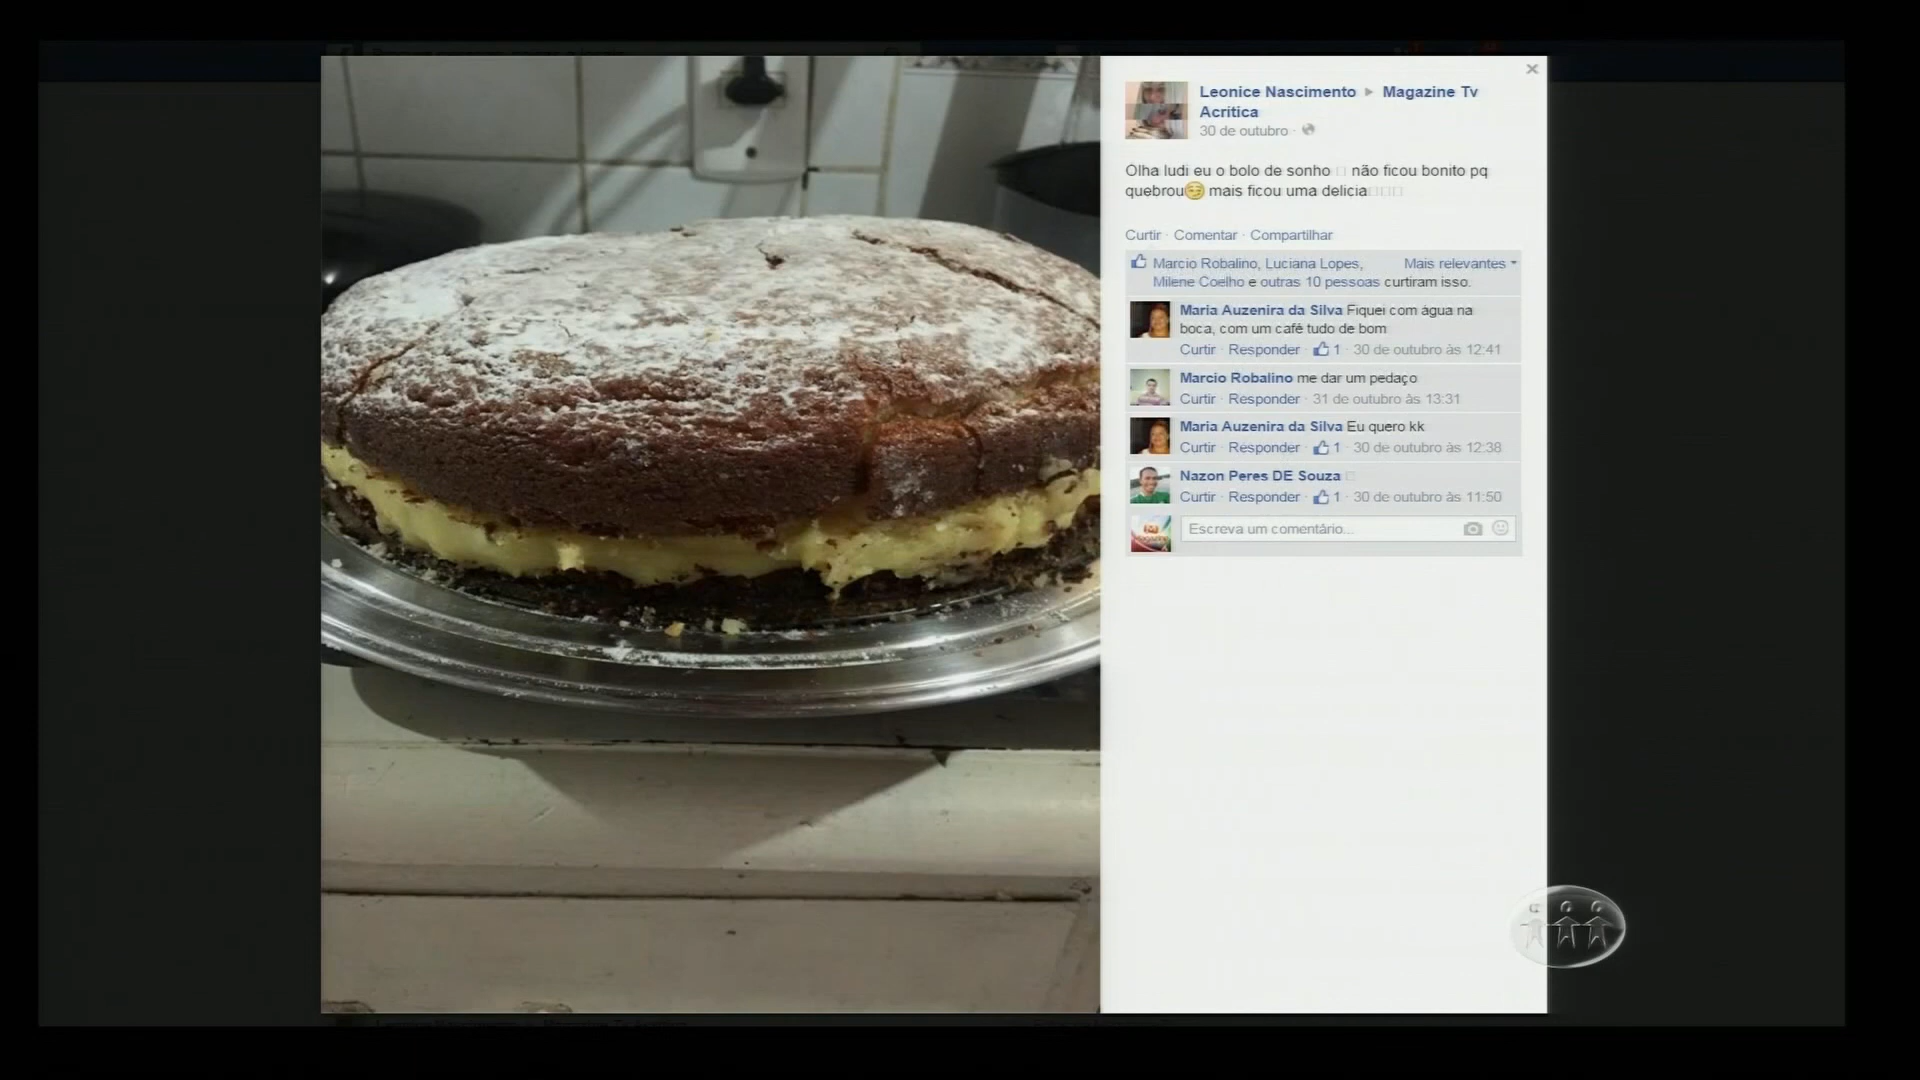 Leonice Nascimento ▸ Magazine Tv
Acrítica
30 de outubro ·
Olha ludi eu o bolo de sonho não ficou bonito pq
quebrou😏 mais ficou uma delicia
Curtir · Comentar · Compartilhar
Marcio Robalino, Luciana Lopes, Mais relevantes
Milene Coelho e outras 10 pessoas curtiram isso.
Maria Auzenira da Silva Fiquei com água na
boca, com um café tudo de bom
Curtir · Responder · 1 · 30 de outubro às 12:41
Marcio Robalino me dar um pedaço
Curtir · Responder · 31 de outubro às 13:31
Maria Auzenira da Silva Eu quero kk
Curtir · Responder · 1 · 30 de outubro às 12:38
Nazon Peres DE Souza
Curtir · Responder · 1 · 30 de outubro às 11:50
Escreva um comentário...